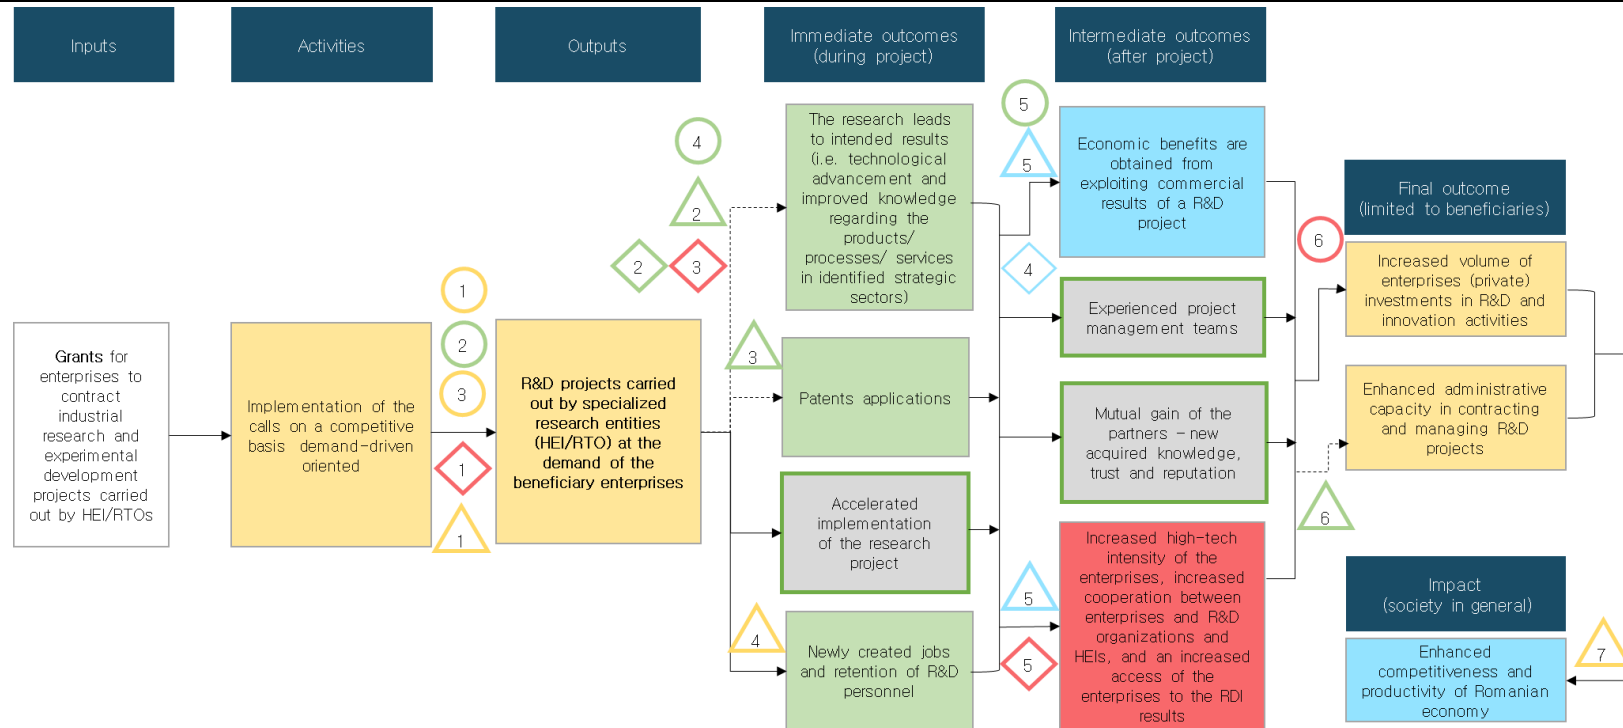 Inputs
Activities
Outputs
Immediate outcomes
(during project)
Intermediate outcomes
(after project)
Grants for
enterprises to
contract
industrial
research and
experimental
development
projects carried
out by HEI/RTOs
Implementation of the
calls on a competitive
basis demand-driven
oriented
1
2
3
1
1
R&D projects carried
out by specialized
research entities
(HEI/RTO) at the
demand of the
beneficiary enterprises
4
2
2
3
3
4
The research leads
to intended results
(i.e. technological
advancement and
improved knowledge
regarding the
products/
processes/ services
in identified strategic
sectors)
Patents applications
Accelerated
implementation
of the research
project
Newly created jobs
and retention of R&D
personnel
5
5
4
5
5
Economic benefits are
obtained from
exploiting commercial
results of a R&D
project
Experienced project
management teams
Mutual gain of the
partners - new
acquired knowledge,
trust and reputation
Increased high-tech
intensity of the
enterprises, increased
cooperation between
enterprises and R&D
organizations and
HEIs, and an increased
access of the
enterprises to the RDI
results
6
6
Final outcome
(limited to beneficiaries)
Increased volume of
enterprises (private)
investments in R&D and
innovation activities
Enhanced administrative
capacity in contracting
and managing R&D
projects
Impact
(society in general)
Enhanced
competitiveness and
productivity of Romanian
economy
7